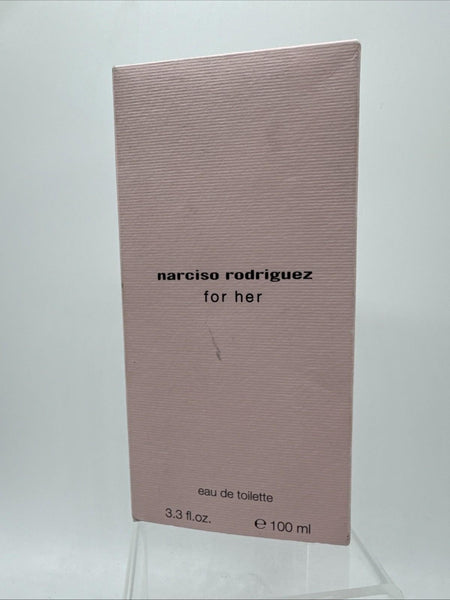 narciso rodriguez
for her
eau de toilette
3.3 fl.oz. ℮ 100 ml